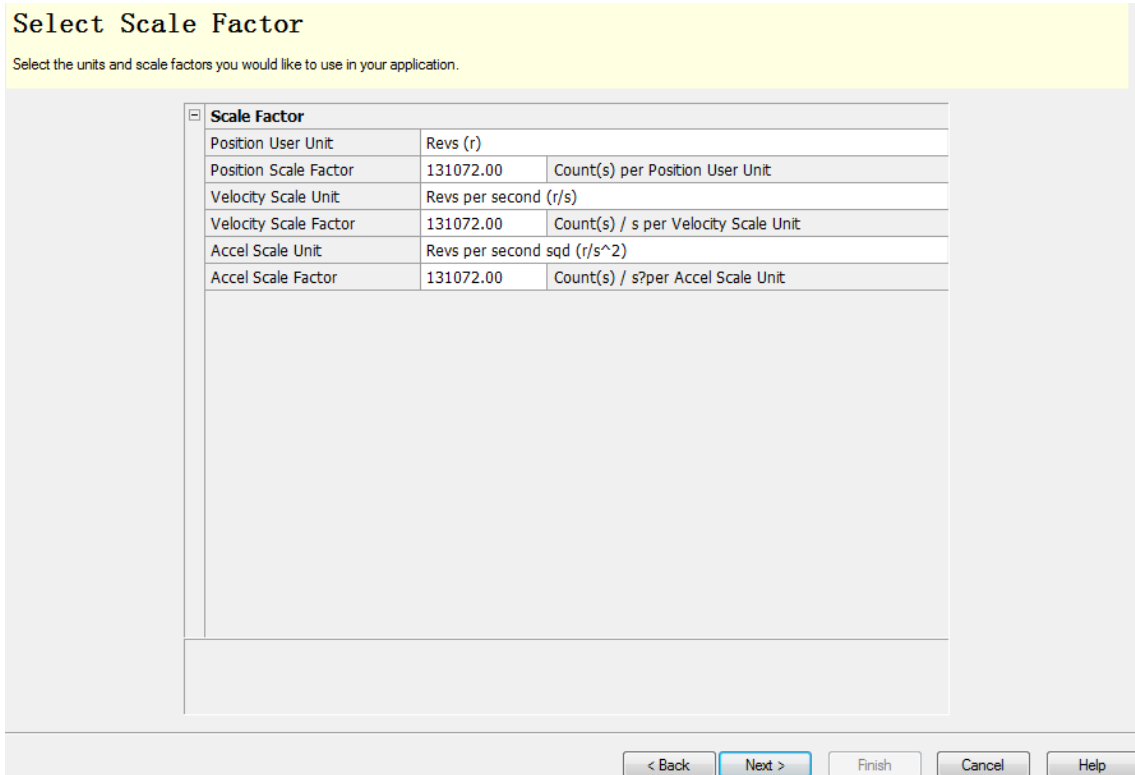 Select Scale Factor
Select the units and scale factors you would like to use in your application.
Scale Factor
Position User Unit Revs (r)
Position Scale Factor 131072.00 Count(s) per Position User Unit
Velocity Scale Unit Revs per second (r/s)
Velocity Scale Factor 131072.00 Count(s) / s per Velocity Scale Unit
Accel Scale Unit Revs per second sqd (r/s^2)
Accel Scale Factor 131072.00 Count(s) / s?per Accel Scale Unit
< Back Next > Finish Cancel Help